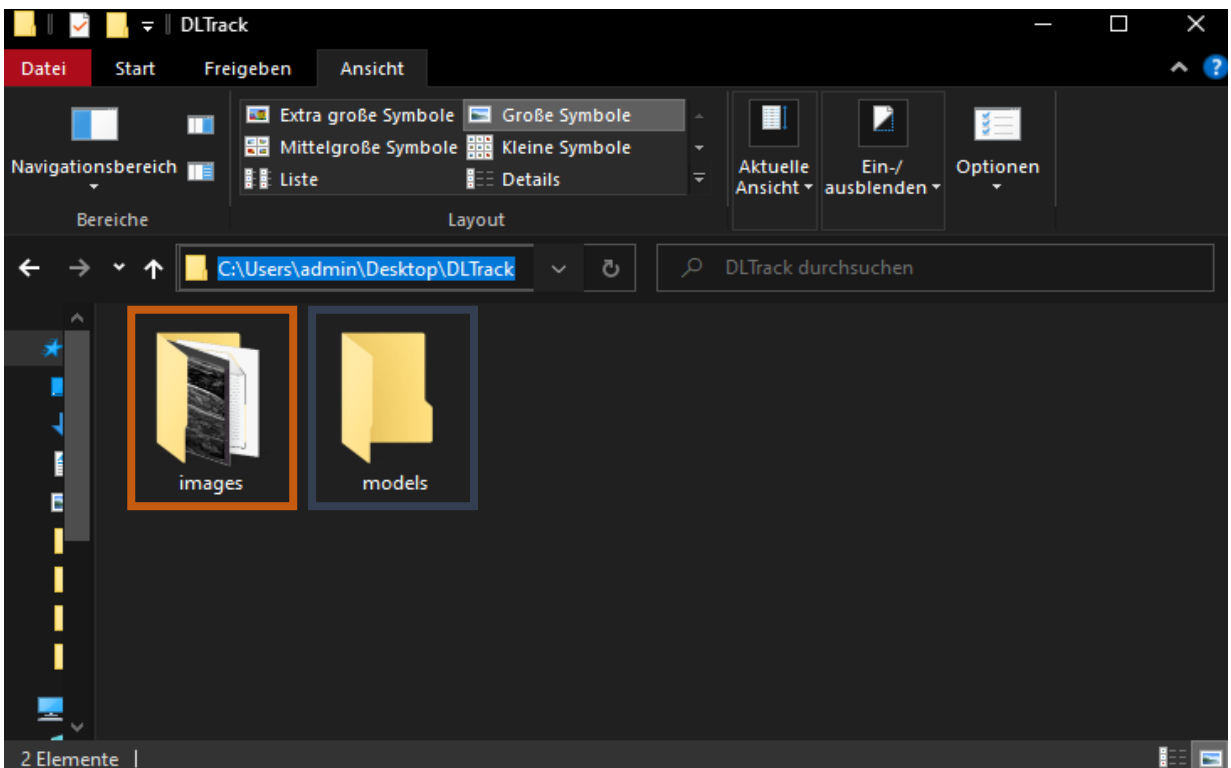 DLTrack
Datei Start Freigeben Ansicht
Extra große Symbole Große Symbole
Mittelgroße Symbole Kleine Symbole
Liste Details
Navigationsbereich
Aktuelle Ansicht
Ein-/ ausblenden
Optionen
Bereiche Layout
C:\Users\admin\Desktop\DLTrack
DLTrack durchsuchen
images models
2 Elemente